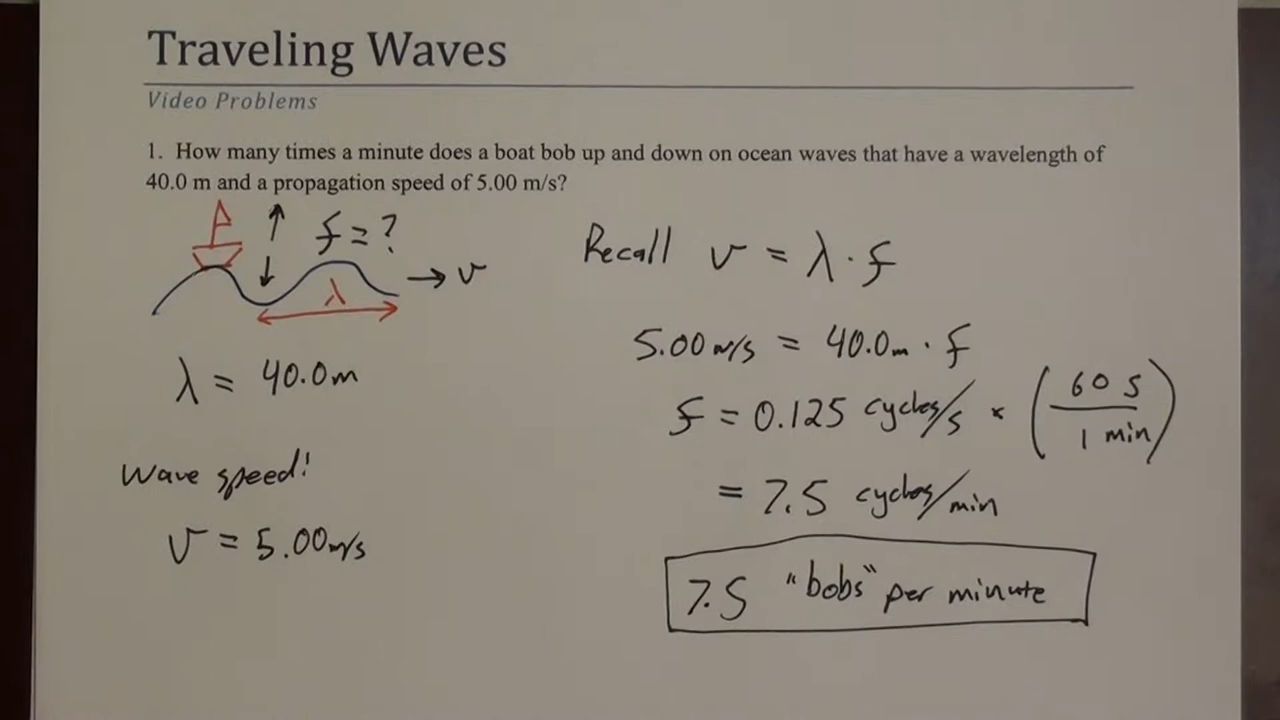 Traveling Waves
Video Problems
1. How many times a minute does a boat bob up and down on ocean waves that have a wavelength of
40.0 m and a propagation speed of 5.00 m/s?
f = ?
→ v
λ
λ = 40.0m
Wave speed!
v = 5.00m/s
Recall v = λ · f
5.00m/s = 40.0m · f
f = 0.125 cycles/s × (60 s / 1 min)
= 7.5 cycles/min
7.5 "bobs" per minute